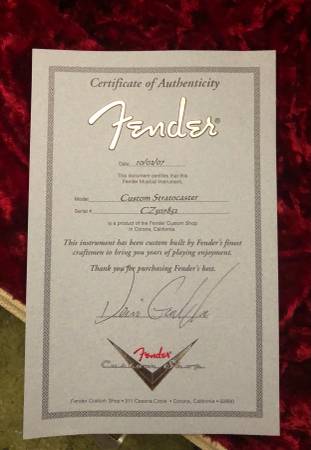 Certificate of Authenticity
Fender®
Date: 10/02/07
This document certifies that this
Fender Musical Instrument,
Model: Custom Stratocaster
Serial #
is a product of the Fender Custom Shop
in Corona, California.
This instrument has been custom built by Fender's finest
craftsmen to bring you years of playing enjoyment.
Thank you for purchasing Fender's best.
Fender
Custom Shop
Fender Custom Shop • 311 Cessna Circle • Corona, California •